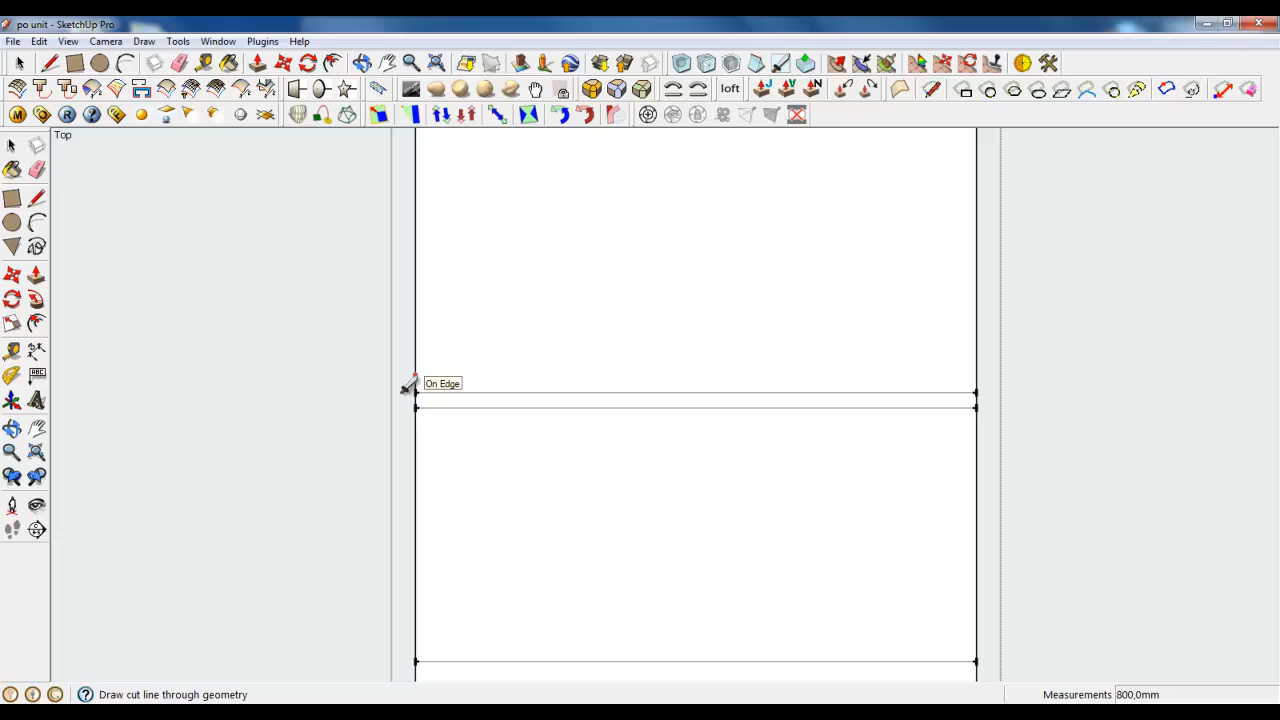 po unit - SketchUp Pro
File Edit View Camera Draw Tools Window Plugins Help
loft
M R ?
Top
ABC
On Edge
? Draw cut line through geometry
Measurements 800,0mm